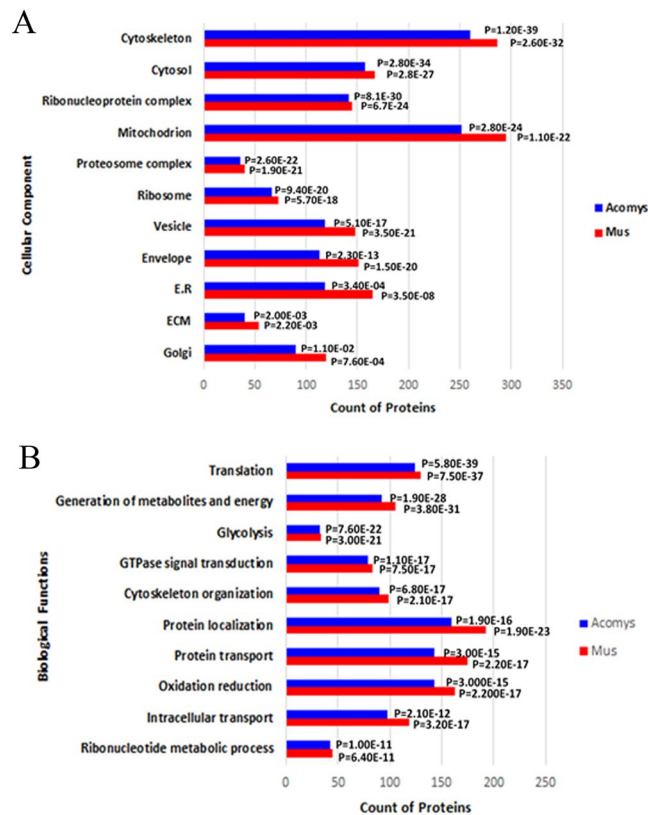 A
Cytoskeleton
P=1.20E-39
P=2.60E-32
Cytosol
P=2.80E-34
P=2.8E-27
Ribonucleoprotein complex
P=8.1E-30
P=6.7E-24
Mitochodrion
P=2.80E-24
P=1.10E-22
Proteosome complex
P=2.60E-22
P=1.90E-21
Ribosome
P=9.40E-20
P=5.70E-18
Vesicle
P=5.10E-17
P=3.50E-21
Envelope
P=2.30E-13
P=1.50E-20
E.R
P=3.40E-04
P=3.50E-08
ECM
P=2.00E-03
P=2.20E-03
Golgi
P=1.10E-02
P=7.60E-04
Cellular Component
0 50 100 150 200 250 300 350
Count of Proteins
Acomys
Mus
B
Translation
P=5.80E-39
P=7.50E-37
Generation of metabolites and energy
P=1.90E-28
P=3.80E-31
Glycolysis
P=7.60E-22
P=3.00E-21
GTPase signal transduction
P=1.10E-17
P=7.50E-17
Cytoskeleton organization
P=6.80E-17
P=2.10E-17
Protein localization
P=1.90E-16
P=1.90E-23
Protein transport
P=3.00E-15
P=2.20E-17
Oxidation reduction
P=3.000E-15
P=2.200E-17
Intracellular transport
P=2.10E-12
P=3.20E-17
Ribonucleotide metabolic process
P=1.00E-11
P=6.40E-11
Biological Functions
0 50 100 150 200 250
Count of Proteins
Acomys
Mus